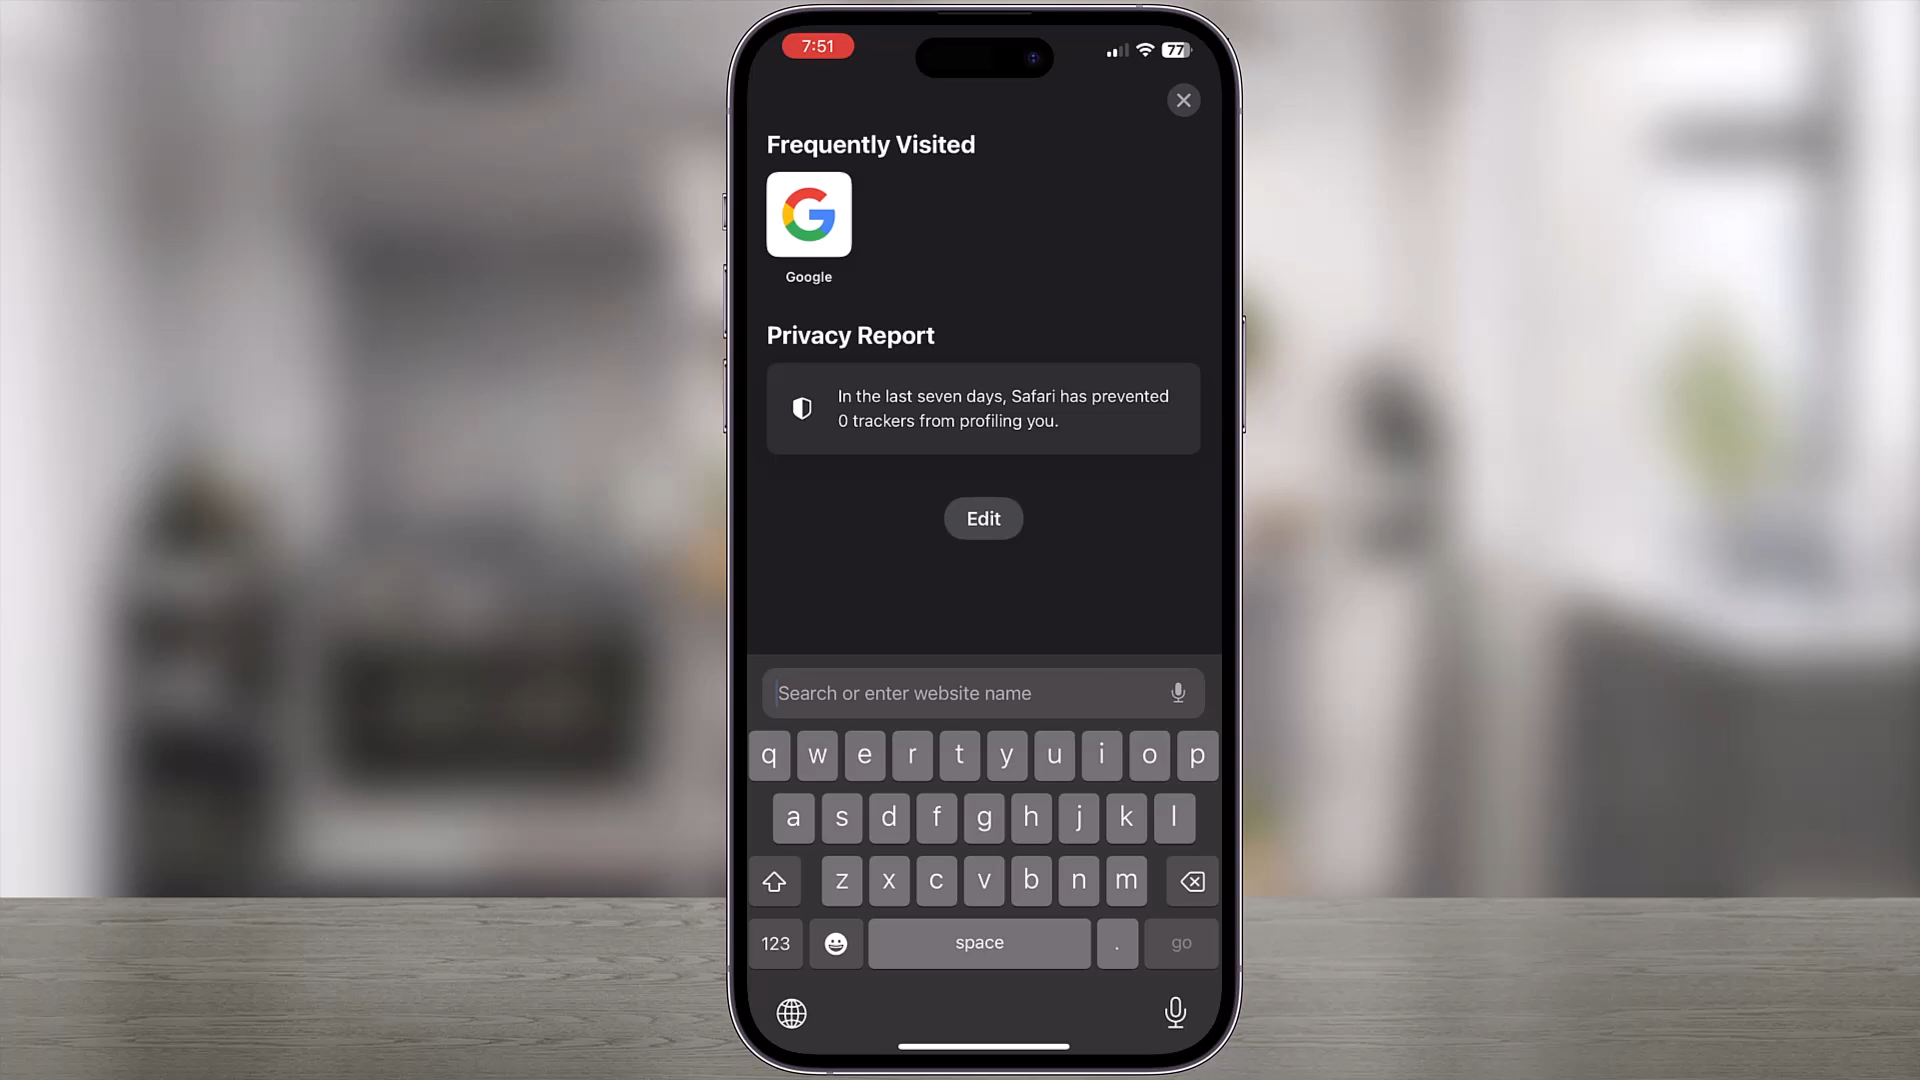 7:51
77
Frequently Visited
Google
Privacy Report
In the last seven days, Safari has prevented
0 trackers from profiling you.
Edit
Search or enter website name
q w e r t y u i o p
a s d f g h j k l
z x c v b n m
123 space . go